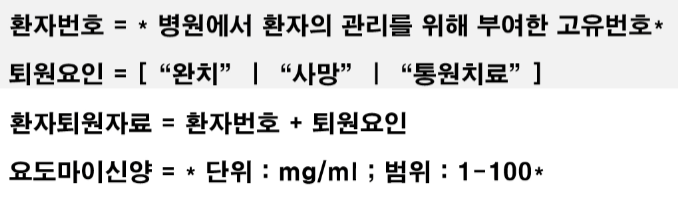 환자번호 = * 병원에서 환자의 관리를 위해 부여한 고유번호*
퇴원요인 = [ “완치” | “사망” | “통원치료” ]
환자퇴원자료 = 환자번호 + 퇴원요인
요도마이신양 = * 단위 : mg/ml ; 범위 : 1-100*